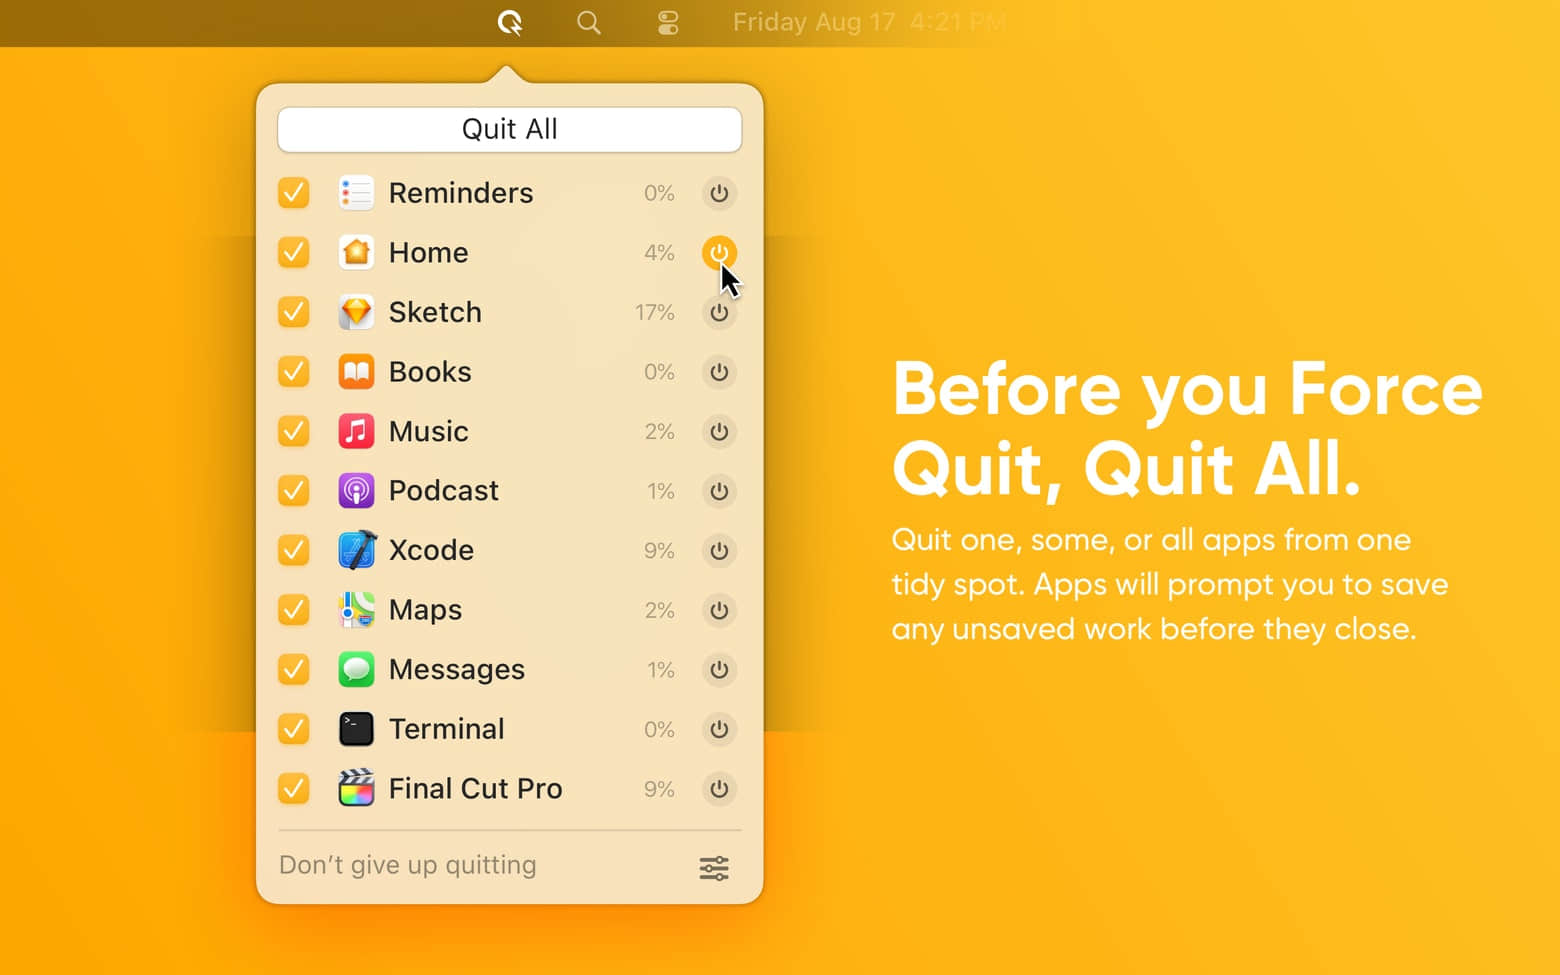 Friday Aug 17 4:21 PM
Quit All
Reminders 0%
Home 4%
Sketch 17%
Books 0%
Music 2%
Podcast 1%
Xcode 9%
Maps 2%
Messages 1%
Terminal 0%
Final Cut Pro 9%
Don’t give up quitting
Before you Force
Quit, Quit All.
Quit one, some, or all apps from one
tidy spot. Apps will prompt you to save
any unsaved work before they close.